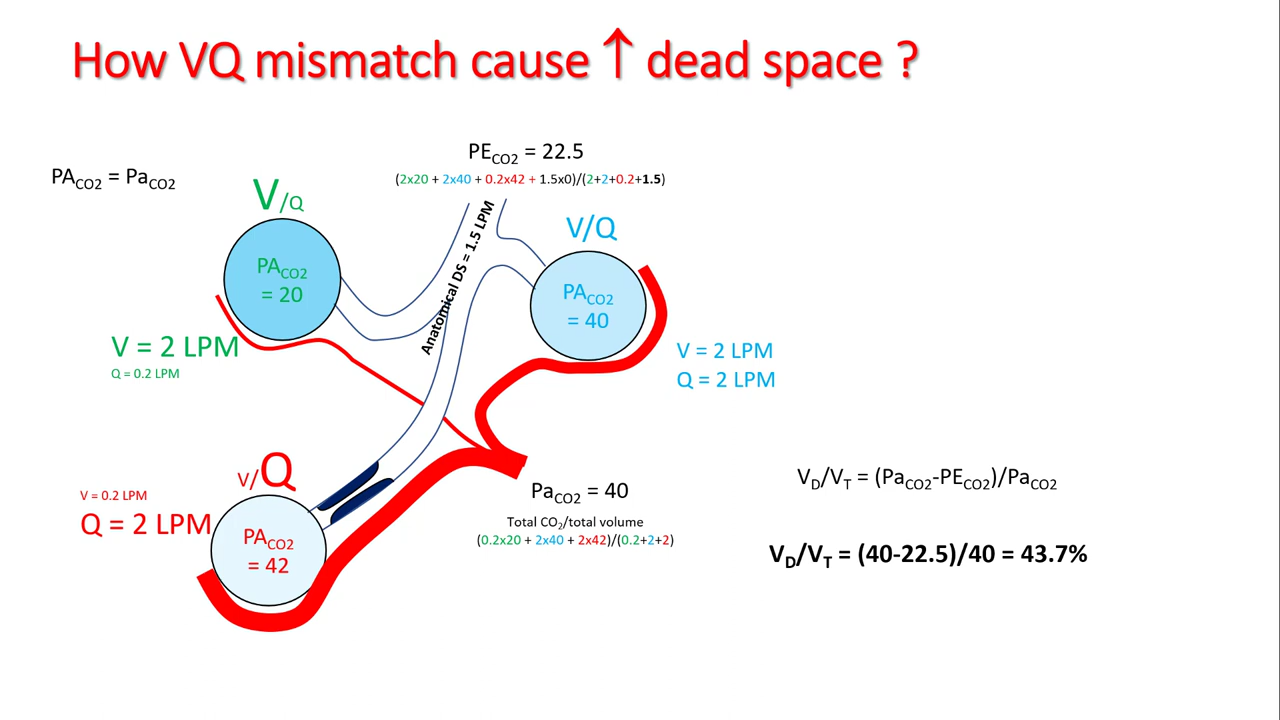 How VQ mismatch cause ↑ dead space ?
PE_CO2 = 22.5
(2x20 + 2x40 + 0.2x42 + 1.5x0)/(2+2+0.2+1.5)
PA_CO2 = Pa_CO2
V/Q
PA_CO2
= 20
V = 2 LPM
Q = 0.2 LPM
Anatomical DS = 1.5 LPM
V/Q
PA_CO2
= 40
V = 2 LPM
Q = 2 LPM
V/Q
V = 0.2 LPM
Q = 2 LPM
PA_CO2
= 42
Pa_CO2 = 40
Total CO2/total volume
(0.2x20 + 2x40 + 2x42)/(0.2+2+2)
V_D/V_T = (Pa_CO2-PE_CO2)/Pa_CO2
V_D/V_T = (40-22.5)/40 = 43.7%